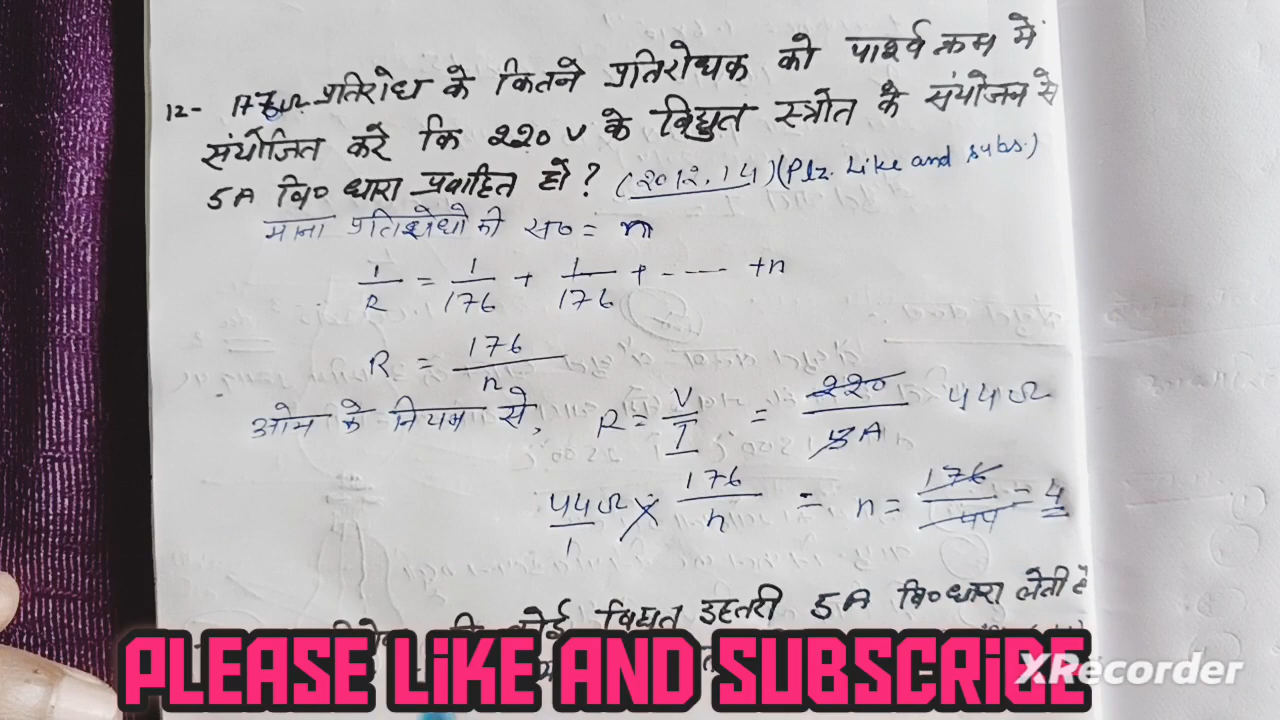 12- 176Ω प्रतिरोध के कितने प्रतिरोधक को पार्श्व क्रम में
संयोजित करे कि 220 V के विद्युत स्त्रोत के संयोजन से
5A वि० धारा प्रवाहित हो? (2012, 14) (Plz. Like and subs.)
माना प्रतिरोधो की स० = n
1/R = 1/176 + 1/176 + ---- +n
R = 176/n
ओम के नियम से, R = V/I = 220/5A 44Ω
44Ω/1 × 176/n = n = 176/44 = 4
कोई विद्युत इस्तरी 5A वि० धारा लेती है
PLEASE LiKE AND SUBSCRiBE
XRecorder